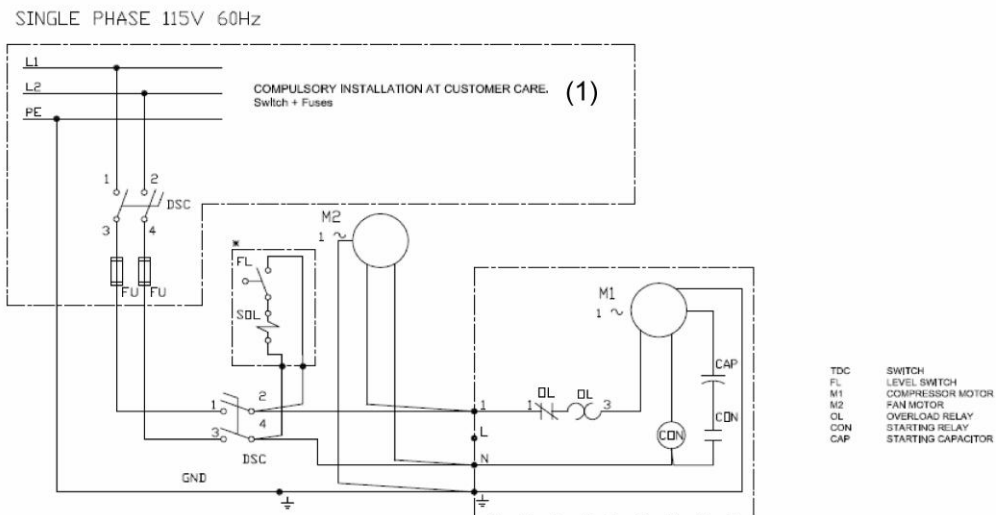 SINGLE PHASE 115V 60Hz
L1
L2
PE
COMPULSORY INSTALLATION AT CUSTOMER CARE.
Switch + Fuses
(1)
1 2
DSC
3 4
FU FU
*
FL
SOL
M2
1 ~
M1
1 ~
CAP
CON
CON
1 OL OL 3
1
L
N
1 2
3 4
DSC
GND
TDC SWITCH
FL LEVEL SWITCH
M1 COMPRESSOR MOTOR
M2 FAN MOTOR
OL OVERLOAD RELAY
CON STARTING RELAY
CAP STARTING CAPACITOR